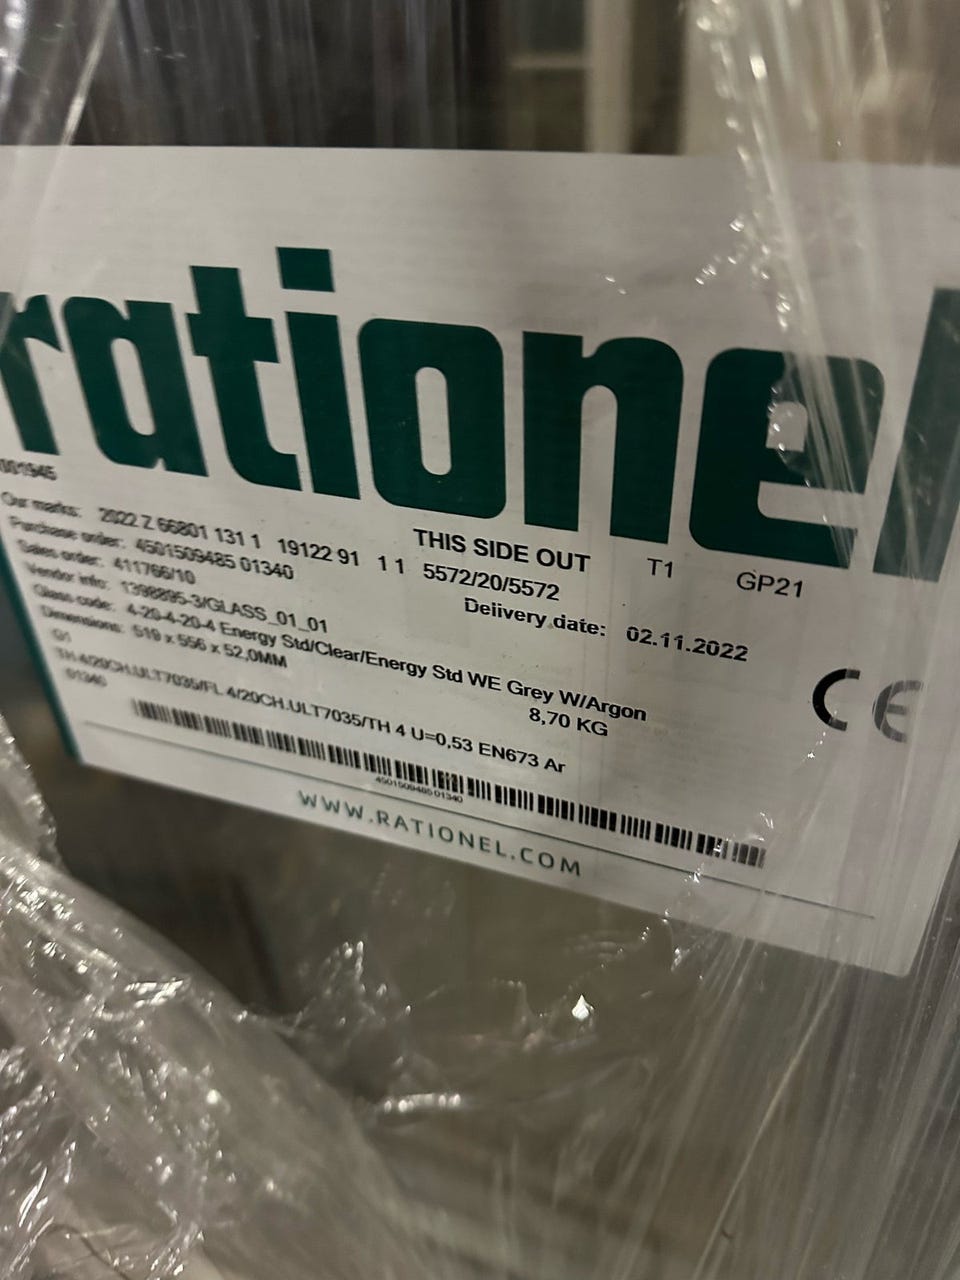 rationel
001945
Our marks: 2022 Z 66801 131 1 19122 91 1 1 THIS SIDE OUT T1 GP21
Purchase order: 4501509485 01340 5572/20/5572
Sales order: 411766/10 Delivery date: 02.11.2022
Vendor info: 1398895-3/GLASS_01_01
Glass code: 4-20-4-20-4 Energy Std/Clear/Energy Std WE Grey W/Argon
Dimensions: 519 x 556 x 52,0MM 8,70 KG
G1
TH 4/20CH.ULT7035/FL 4/20CH.ULT7035/TH 4 U=0,53 EN673 Ar
01340
CE
4501509485 01340
WWW.RATIONEL.COM